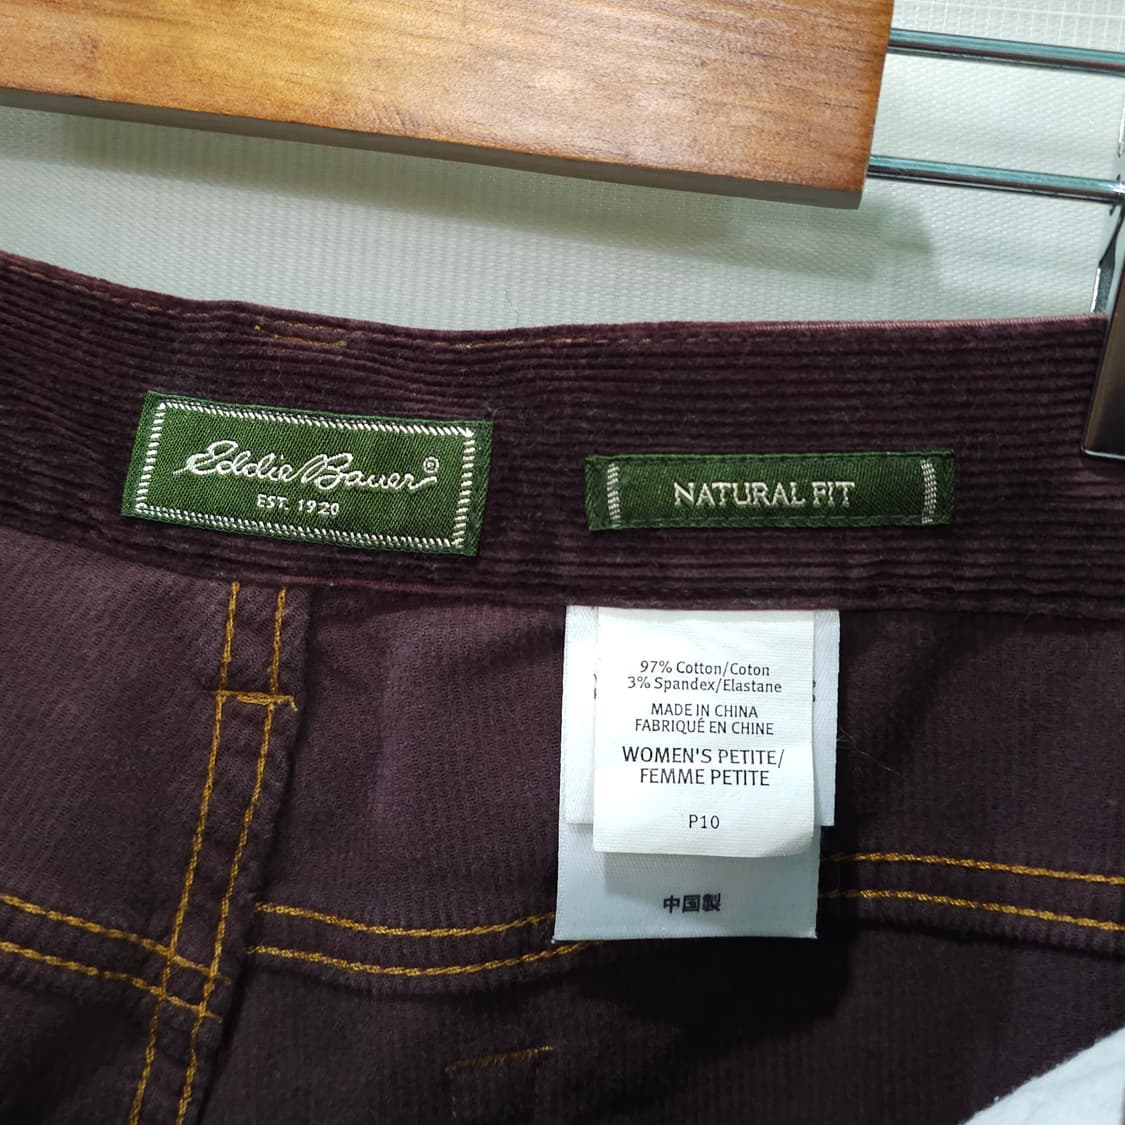 Eddie Bauer®
EST. 1920
NATURAL FIT
97% Cotton/Coton
3% Spandex/Elastane
MADE IN CHINA
FABRIQUÉ EN CHINE
WOMEN'S PETITE/
FEMME PETITE
P10
中国製